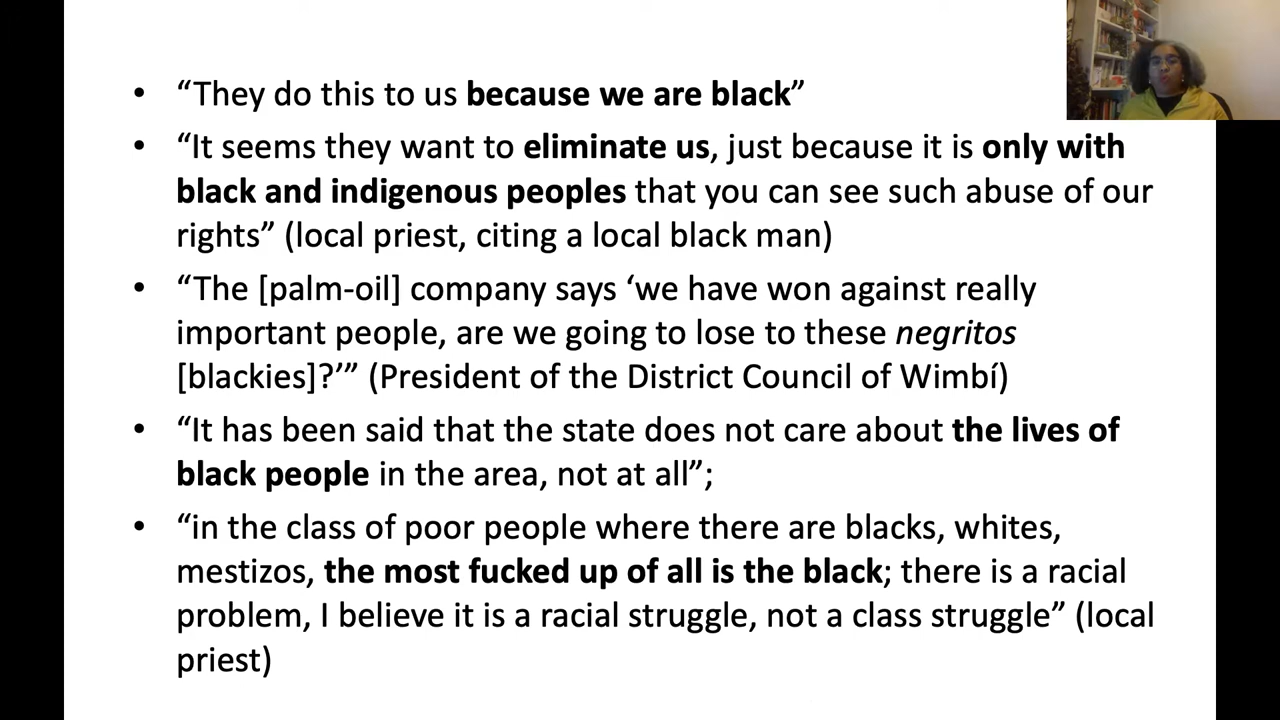 • “They do this to us because we are black”
• “It seems they want to eliminate us, just because it is only with
black and indigenous peoples that you can see such abuse of our
rights” (local priest, citing a local black man)
• “The [palm-oil] company says ‘we have won against really
important people, are we going to lose to these negritos
[blackies]?’” (President of the District Council of Wimbí)
• “It has been said that the state does not care about the lives of
black people in the area, not at all”;
• “in the class of poor people where there are blacks, whites,
mestizos, the most fucked up of all is the black; there is a racial
problem, I believe it is a racial struggle, not a class struggle” (local
priest)